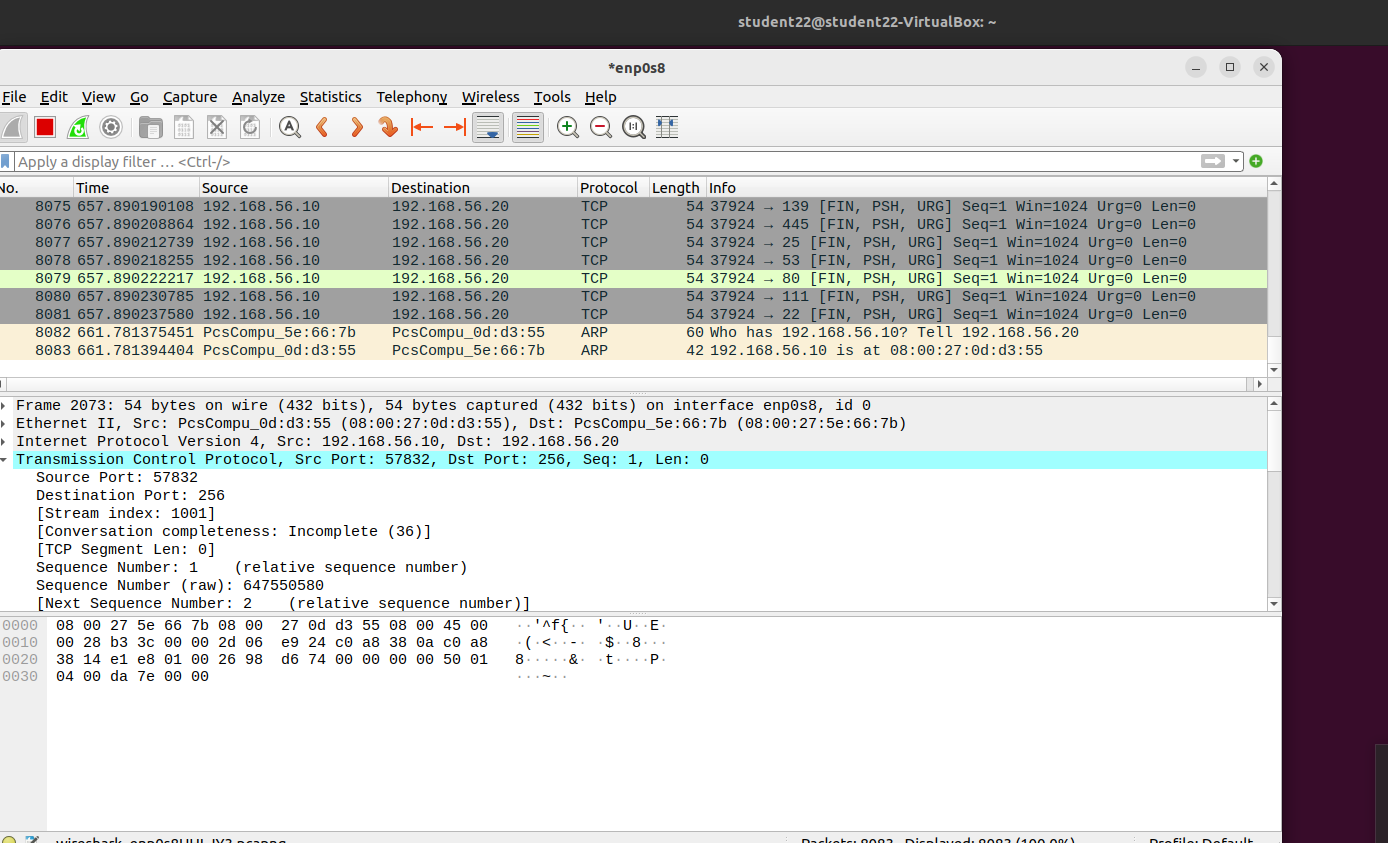 student22@student22-VirtualBox: ~
*enp0s8
File Edit View Go Capture Analyze Statistics Telephony Wireless Tools Help
Apply a display filter … <Ctrl-/>
No. Time Source Destination Protocol Length Info
8075 657.890190108 192.168.56.10 192.168.56.20 TCP 54 37924 → 139 [FIN, PSH, URG] Seq=1 Win=1024 Urg=0 Len=0
8076 657.890208864 192.168.56.10 192.168.56.20 TCP 54 37924 → 445 [FIN, PSH, URG] Seq=1 Win=1024 Urg=0 Len=0
8077 657.890212739 192.168.56.10 192.168.56.20 TCP 54 37924 → 25 [FIN, PSH, URG] Seq=1 Win=1024 Urg=0 Len=0
8078 657.890218255 192.168.56.10 192.168.56.20 TCP 54 37924 → 53 [FIN, PSH, URG] Seq=1 Win=1024 Urg=0 Len=0
8079 657.890222217 192.168.56.10 192.168.56.20 TCP 54 37924 → 80 [FIN, PSH, URG] Seq=1 Win=1024 Urg=0 Len=0
8080 657.890230785 192.168.56.10 192.168.56.20 TCP 54 37924 → 111 [FIN, PSH, URG] Seq=1 Win=1024 Urg=0 Len=0
8081 657.890237580 192.168.56.10 192.168.56.20 TCP 54 37924 → 22 [FIN, PSH, URG] Seq=1 Win=1024 Urg=0 Len=0
8082 661.781375451 PcsCompu_5e:66:7b PcsCompu_0d:d3:55 ARP 60 Who has 192.168.56.10? Tell 192.168.56.20
8083 661.781394404 PcsCompu_0d:d3:55 PcsCompu_5e:66:7b ARP 42 192.168.56.10 is at 08:00:27:0d:d3:55
Frame 2073: 54 bytes on wire (432 bits), 54 bytes captured (432 bits) on interface enp0s8, id 0
Ethernet II, Src: PcsCompu_0d:d3:55 (08:00:27:0d:d3:55), Dst: PcsCompu_5e:66:7b (08:00:27:5e:66:7b)
Internet Protocol Version 4, Src: 192.168.56.10, Dst: 192.168.56.20
Transmission Control Protocol, Src Port: 57832, Dst Port: 256, Seq: 1, Len: 0
Source Port: 57832
Destination Port: 256
[Stream index: 1001]
[Conversation completeness: Incomplete (36)]
[TCP Segment Len: 0]
Sequence Number: 1 (relative sequence number)
Sequence Number (raw): 647550580
[Next Sequence Number: 2 (relative sequence number)]
0000 08 00 27 5e 66 7b 08 00 27 0d d3 55 08 00 45 00 ··'^f{·· '··U··E·
0010 00 28 b3 3c 00 00 2d 06 e9 24 c0 a8 38 0a c0 a8 ·(·<··-· ·$··8···
0020 38 14 e1 e8 01 00 26 98 d6 74 00 00 00 00 50 01 8·····&· ·t····P·
0030 04 00 da 7e 00 00 ···~··
Packets: 8083 · Displayed: 8083 (100.0%) Profile: Default